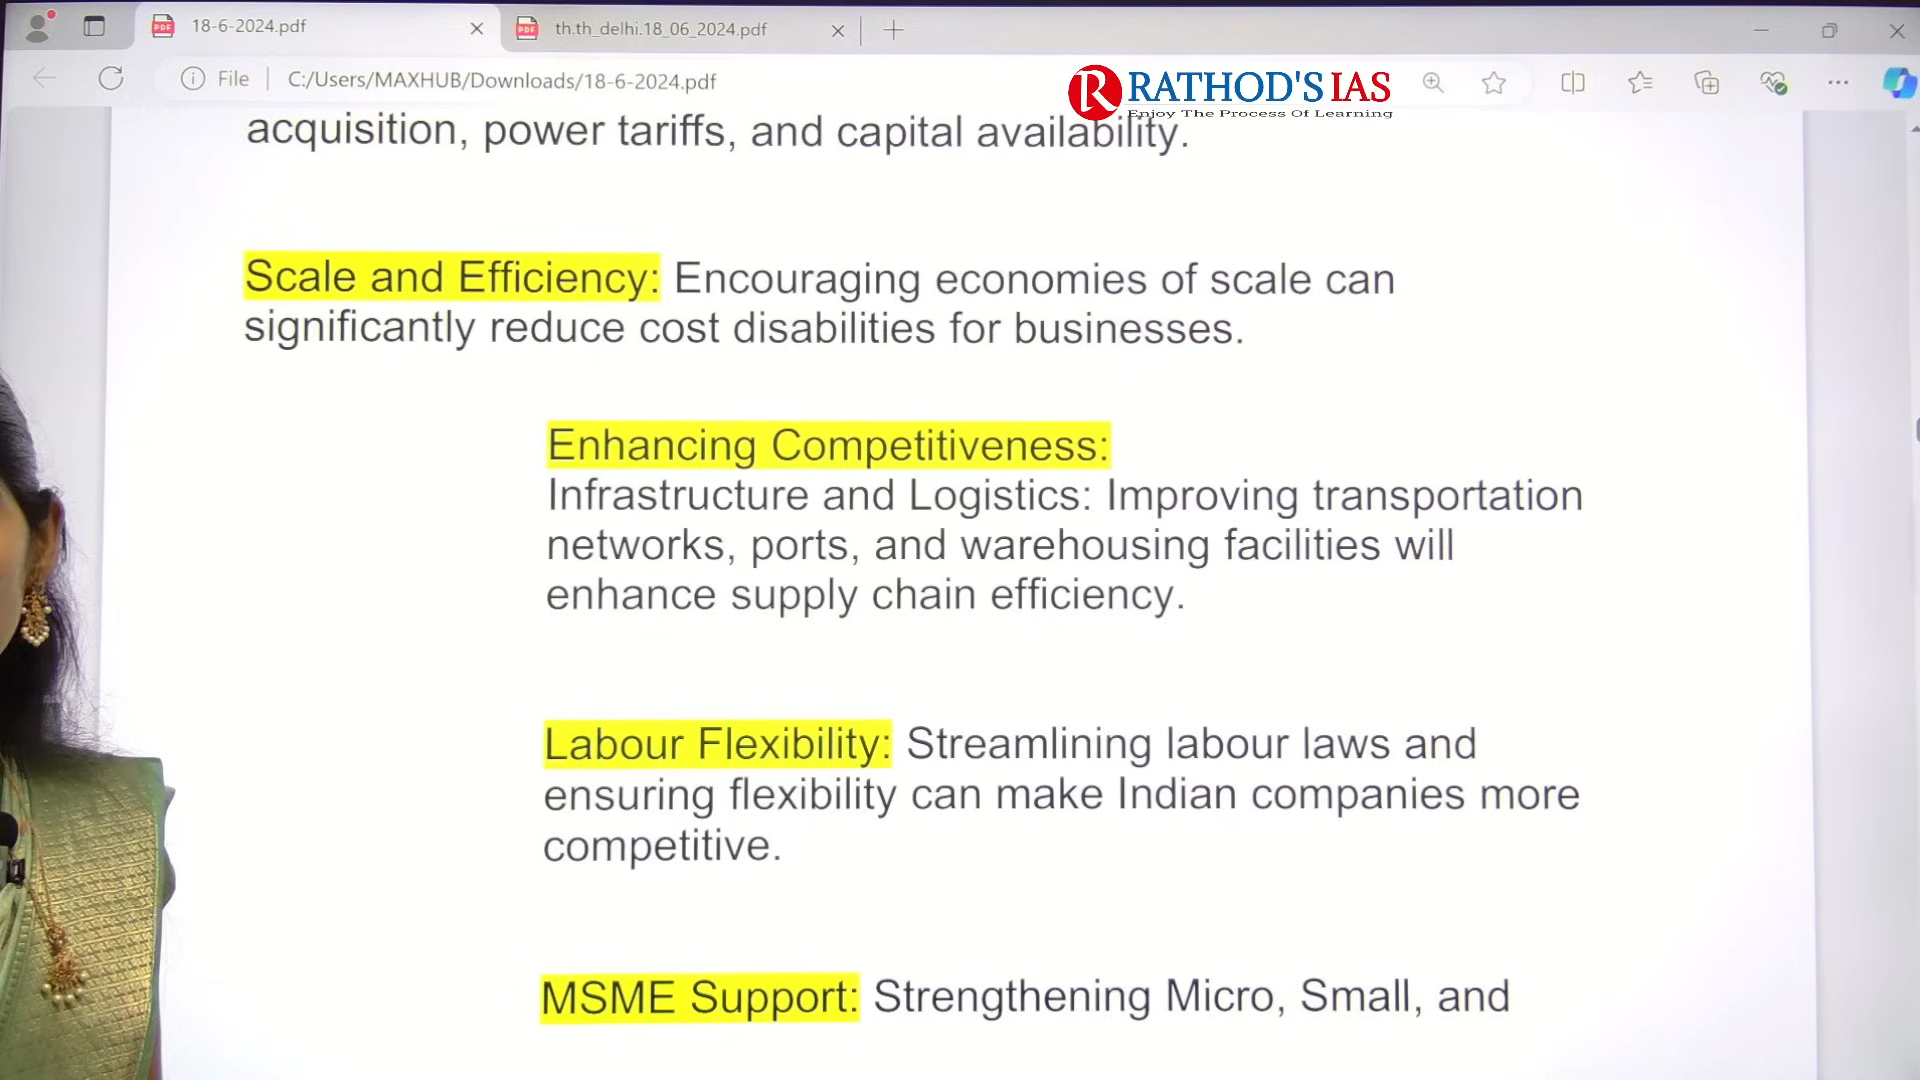 18-6-2024.pdf
th.th_delhi.18_06_2024.pdf
File
C:/Users/MAXHUB/Downloads/18-6-2024.pdf
R RATHOD'S IAS
Enjoy The Process Of Learning
acquisition, power tariffs, and capital availability.
Scale and Efficiency: Encouraging economies of scale can
significantly reduce cost disabilities for businesses.
Enhancing Competitiveness:
Infrastructure and Logistics: Improving transportation
networks, ports, and warehousing facilities will
enhance supply chain efficiency.
Labour Flexibility: Streamlining labour laws and
ensuring flexibility can make Indian companies more
competitive.
MSME Support: Strengthening Micro, Small, and